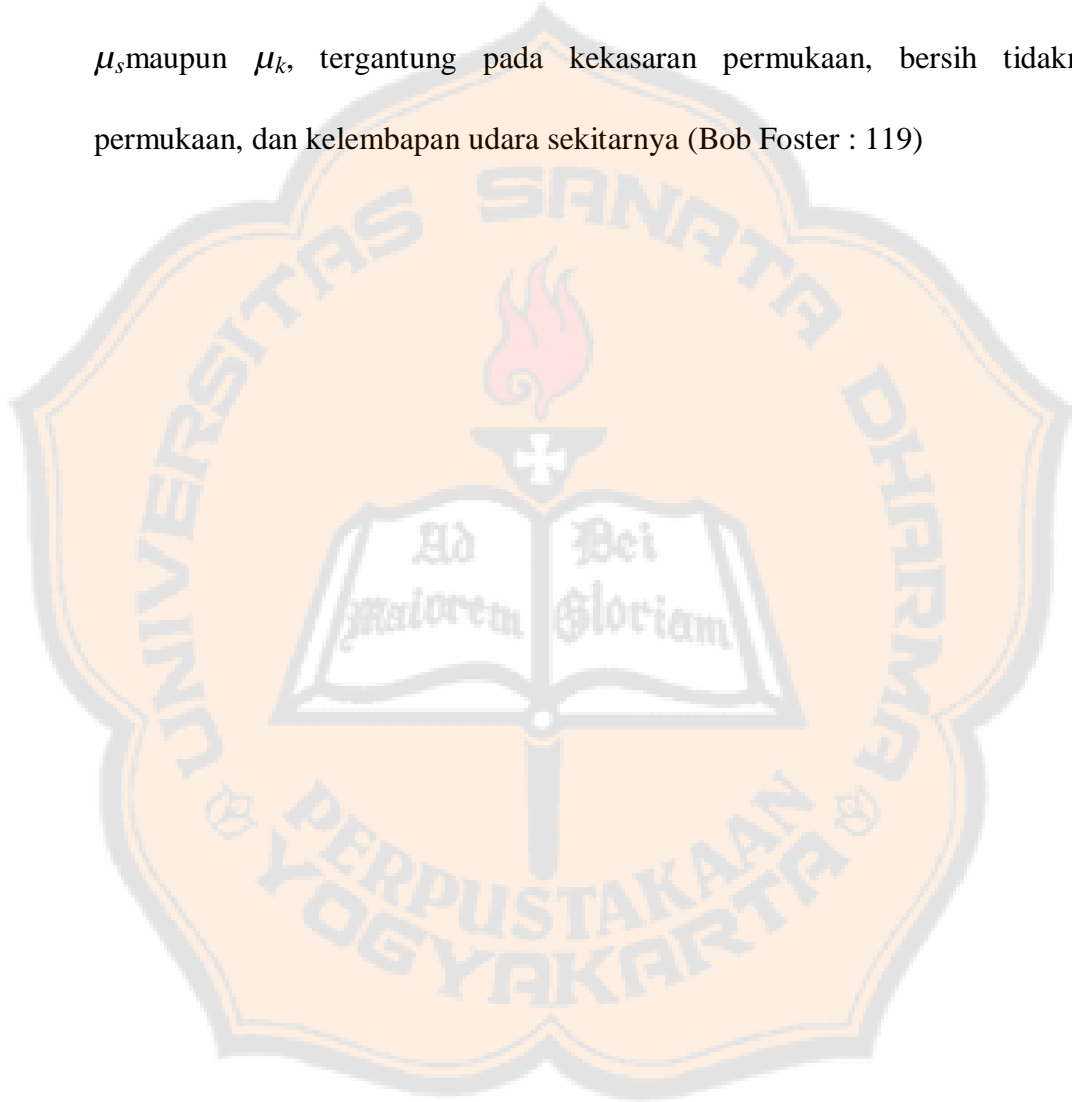 μsmaupun μk, tergantung pada kekasaran permukaan, bersih
permukaan, dan kelembapan udara sekitarnya (Bob Foster : 119)
UNIVERSITAS SANATA DHARMA
Ad Dei
Maiorem Gloriam
PERPUSTAKAAN
YOGYAKARTA